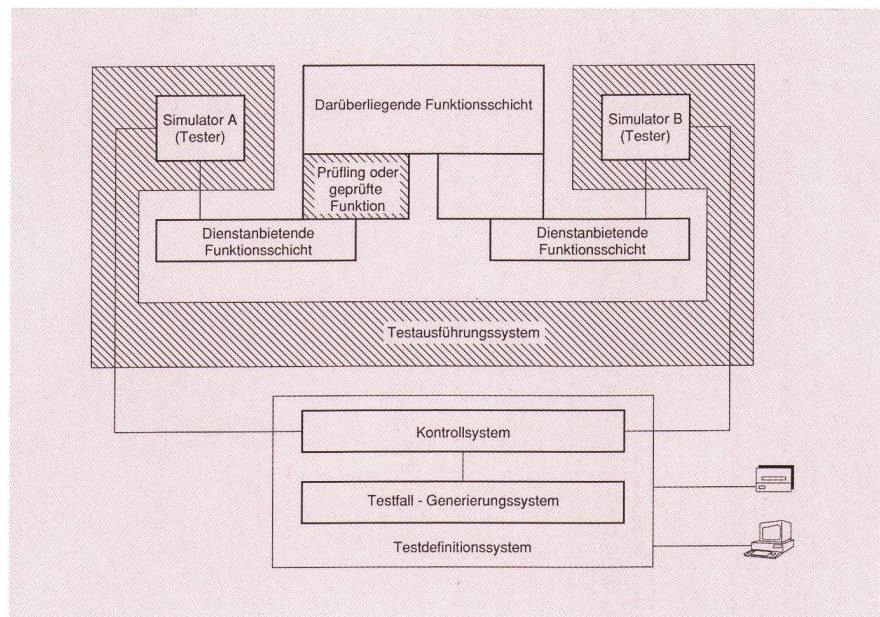 Simulator A
(Tester)
Darüberliegende Funktionsschicht
Simulator B
(Tester)
Prüfling oder
geprüfte
Funktion
Dienstanbietende
Funktionsschicht
Dienstanbietende
Funktionsschicht
Testausführungssystem
Kontrollsystem
Testfall - Generierungssystem
Testdefinitionssystem